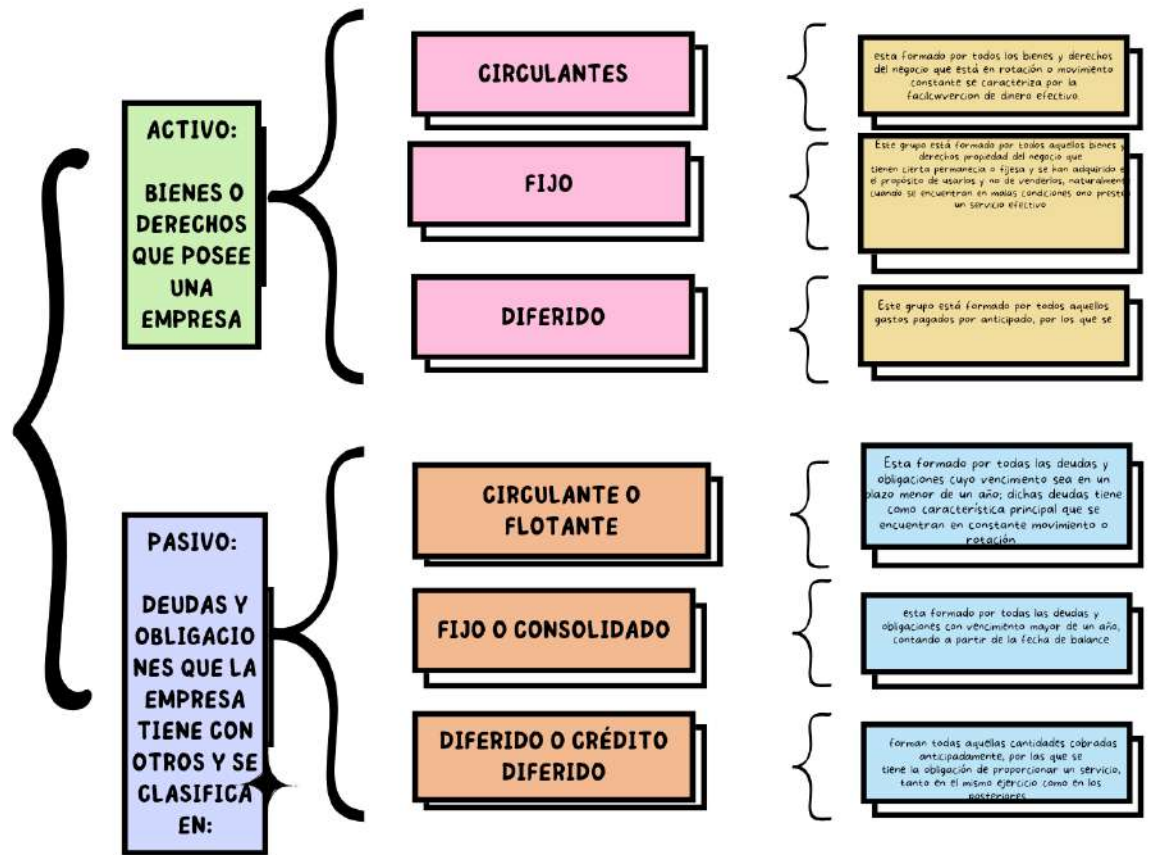 ACTIVO:
BIENES O
DERECHOS
QUE POSEE
UNA
EMPRESA
CIRCULANTES
esta formado por todos los bienes y derechos
del negocio que está en rotación o movimiento
constante se caracteriza por la
de dinero efectivo.
FIJO
Este grupo está formado por todos aquellos bienes y
derechos propiedad del negocio que
tienen cierta permanecia o fijesa y se han adquirido
el propósito de usarlos y no de venderlos,
cuando se encuentran en malas condiciones ono
un servicio efectivo
DIFERIDO
Este grupo está formado por todos aquellos
gastos pagados por anticipado, por los que se
PASIVO:
DEUDAS Y
OBLIGACIO
NES QUE LA
EMPRESA
TIENE CON
OTROS Y SE
CLASIFICA
EN:
CIRCULANTE O
FLOTANTE
Esta formado por todas las deudas y
obligaciones cuyo vencimiento sea en un
plazo menor de un año; dichas deudas tiene
como característica principal que se
encuentran en constante movimiento o
rotación
FIJO O CONSOLIDADO
esta formado por todas las deudas y
obligaciones con vencimiento mayor de un año,
contando a partir de la fecha de balance
DIFERIDO O CRÉDITO
DIFERIDO
forman todas aquellas cantidades cobradas
anticipadamente, por las que se
tiene la obligación de proporcionar un servicio,
tanto en el mismo ejercicio como en los
posteriores